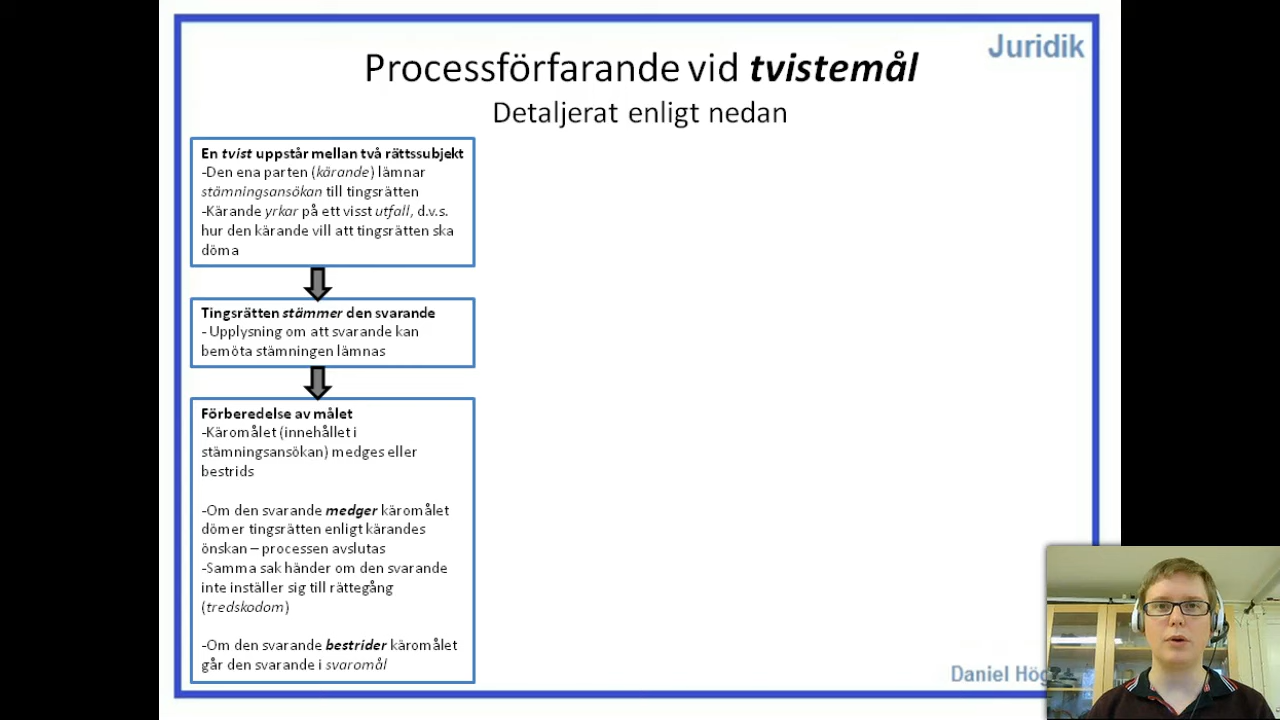 Juridik
Processförfarande vid tvistemål
Detaljerat enligt nedan
En tvist uppstår mellan två rättssubjekt
-Den ena parten (kärande) lämnar
stämningsansökan till tingsrätten
-Kärande yrkar på ett visst utfall, d.v.s.
hur den kärande vill att tingsrätten ska
döma
Tingsrätten stämmer den svarande
- Upplysning om att svarande kan
bemöta stämningen lämnas
Förberedelse av målet
-Käromålet (innehållet i
stämningsansökan) medges eller
bestrids
-Om den svarande medger käromålet
dömer tingsrätten enligt kärandes
önskan – processen avslutas
-Samma sak händer om den svarande
inte inställer sig till rättegång
(tredskodom)
-Om den svarande bestrider käromålet
går den svarande i svaromål
Daniel